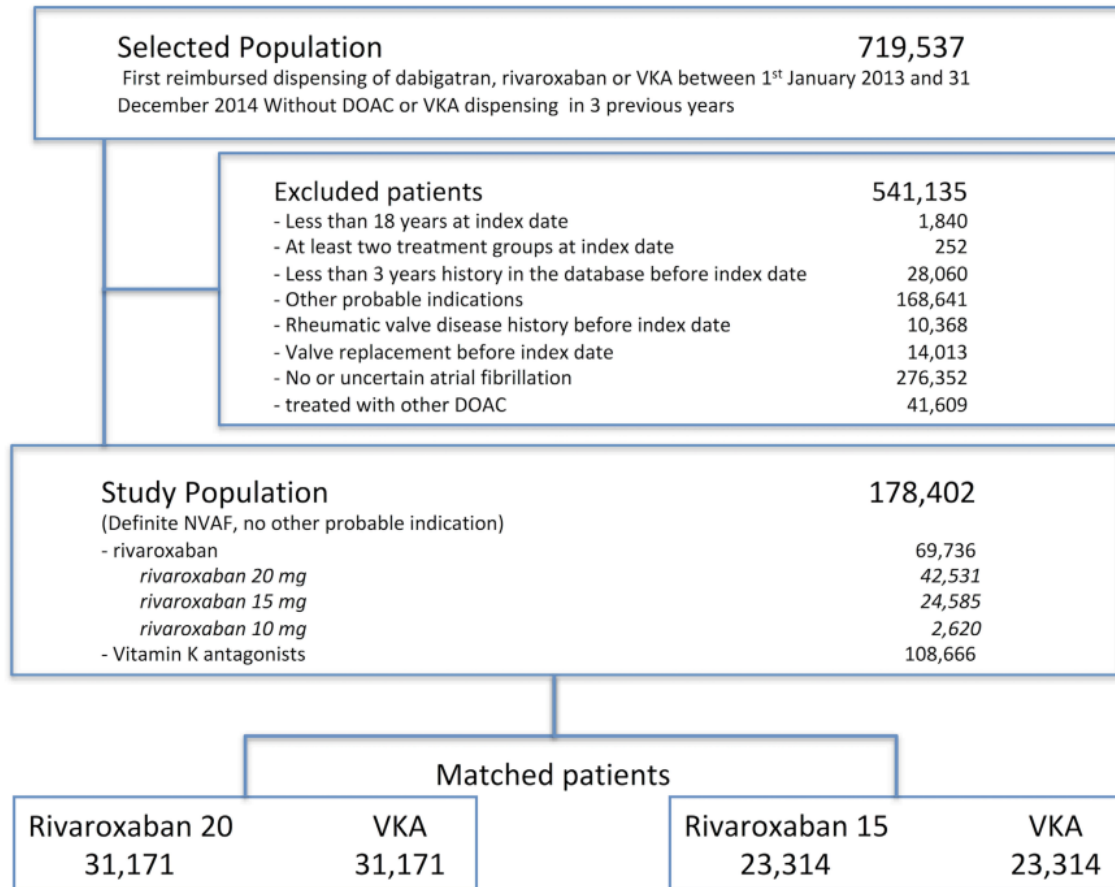 Selected Population 719,537
First reimbursed dispensing of dabigatran, rivaroxaban or VKA between 1st January 2013 and 31
December 2014 Without DOAC or VKA dispensing in 3 previous years
Excluded patients 541,135
- Less than 18 years at index date 1,840
- At least two treatment groups at index date 252
- Less than 3 years history in the database before index date 28,060
- Other probable indications 168,641
- Rheumatic valve disease history before index date 10,368
- Valve replacement before index date 14,013
- No or uncertain atrial fibrillation 276,352
- treated with other DOAC 41,609
Study Population 178,402
(Definite NVAF, no other probable indication)
- rivaroxaban 69,736
rivaroxaban 20 mg 42,531
rivaroxaban 15 mg 24,585
rivaroxaban 10 mg 2,620
- Vitamin K antagonists 108,666
Matched patients
Rivaroxaban 20 VKA
31,171 31,171
Rivaroxaban 15 VKA
23,314 23,314